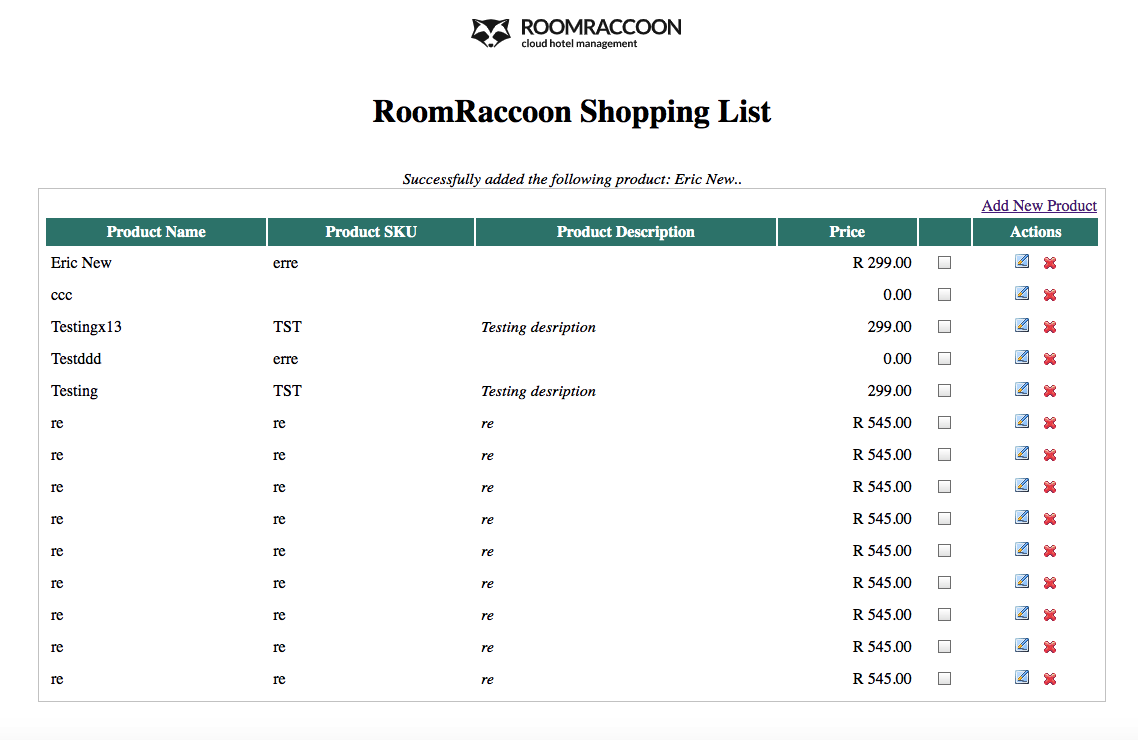 ROOMRACCOON
cloud hotel management
RoomRaccoon Shopping List
Successfully added the following product: Eric New..
Add New Product
Product Name Product SKU Product Description Price Actions
Eric New erre R 299.00
ccc 0.00
Testingx13 TST Testing desription 299.00
Testddd erre 0.00
Testing TST Testing desription 299.00
re re re R 545.00
re re re R 545.00
re re re R 545.00
re re re R 545.00
re re re R 545.00
re re re R 545.00
re re re R 545.00
re re re R 545.00
re re re R 545.00